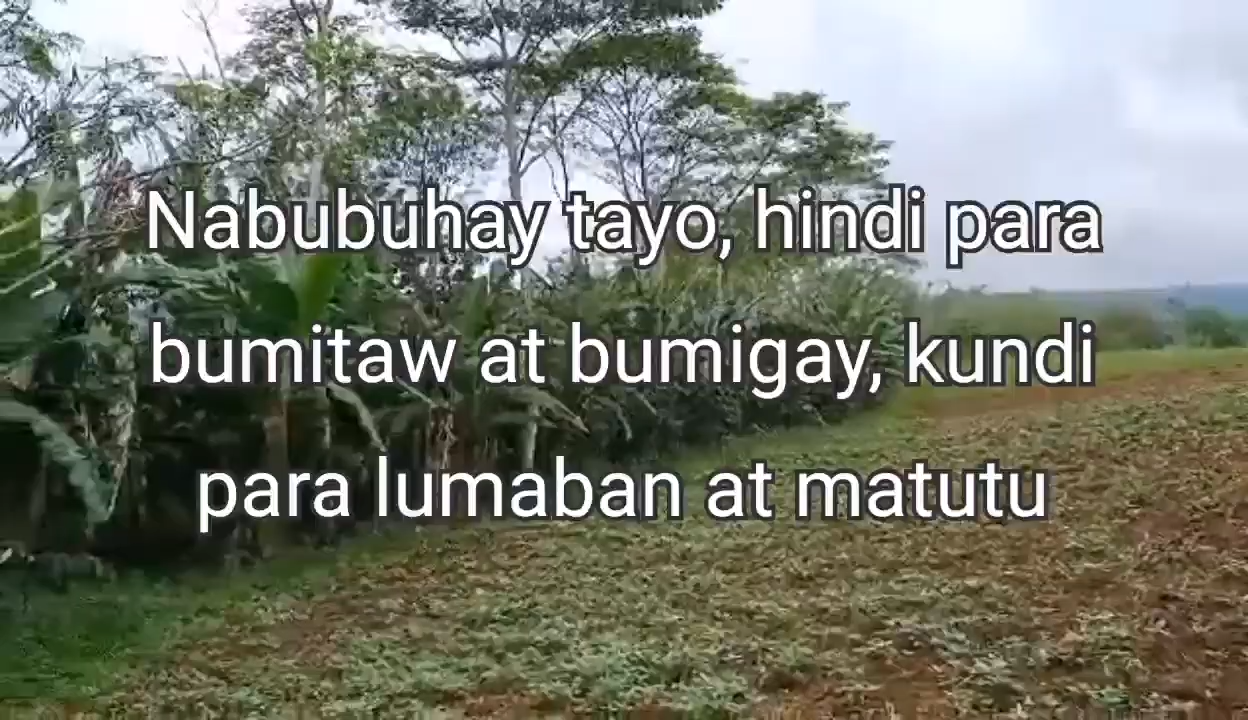 Nabubuhay tayo, hindi para
bumitaw at bumigay, kundi
para lumaban at matutu